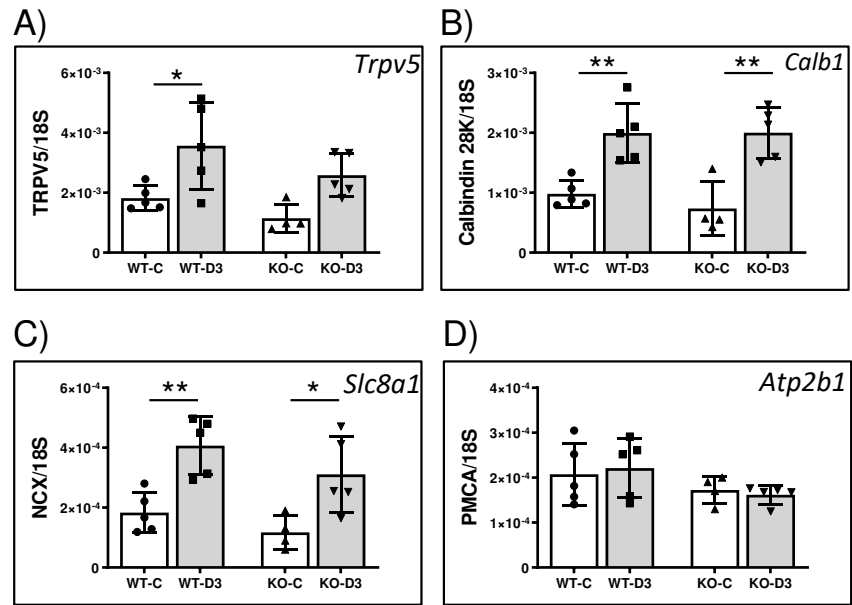 A)
Trpv5
TRPV5/18S
6×10⁻³
4×10⁻³
2×10⁻³
0
*
WT-C WT-D3 KO-C KO-D3
B)
Calb1
Calbindin 28K/18S
3×10⁻³
2×10⁻³
1×10⁻³
0
** **
WT-C WT-D3 KO-C KO-D3
C)
Slc8a1
NCX/18S
6×10⁻⁴
4×10⁻⁴
2×10⁻⁴
0
** *
WT-C WT-D3 KO-C KO-D3
D)
Atp2b1
PMCA/18S
4×10⁻⁴
3×10⁻⁴
2×10⁻⁴
1×10⁻⁴
0
WT-C WT-D3 KO-C KO-D3